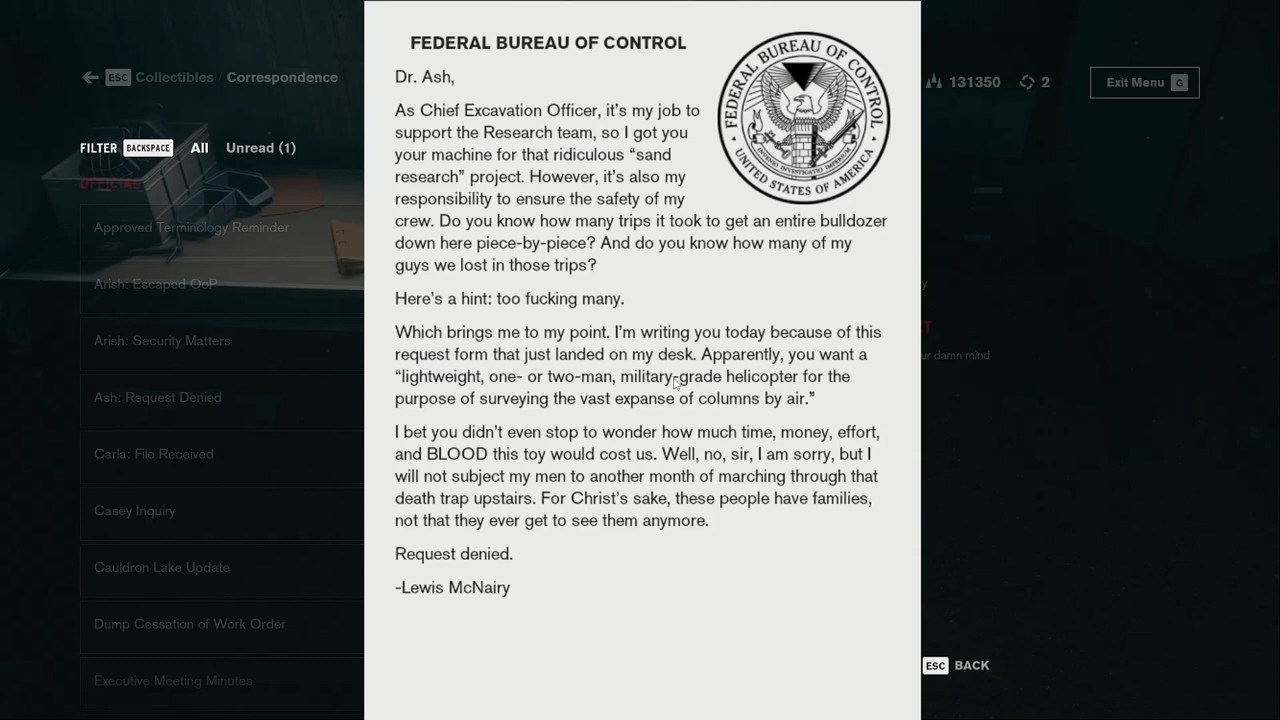 FEDERAL BUREAU OF CONTROL
FEDERAL BUREAU OF CONTROL
UNITED STATES OF AMERICA
Dr. Ash,
As Chief Excavation Officer, it’s my job to
support the Research team, so I got you
your machine for that ridiculous “sand
research” project. However, it’s also my
responsibility to ensure the safety of my
crew. Do you know how many trips it took to get an entire bulldozer
down here piece-by-piece? And do you know how many of my
guys we lost in those trips?
Here’s a hint: too fucking many.
Which brings me to my point. I’m writing you today because of this
request form that just landed on my desk. Apparently, you want a
“lightweight, one- or two-man, military-grade helicopter for the
purpose of surveying the vast expanse of columns by air.”
I bet you didn’t even stop to wonder how much time, money, effort,
and BLOOD this toy would cost us. Well, no, sir, I am sorry, but I
will not subject my men to another month of marching through that
death trap upstairs. For Christ’s sake, these people have families,
not that they ever get to see them anymore.
Request denied.
-Lewis McNairy
ESC Collectibles / Correspondence
FILTER BACKSPACE All Unread (1)
OFFICIAL
Approved Terminology Reminder
Arish: Escaped OoP
Arish: Security Matters
Ash: Request Denied
Carla: File Received
Casey Inquiry
Cauldron Lake Update
Dump Cessation of Work Order
Executive Meeting Minutes
131350 2
Exit Menu G
y
T
ur damn mind
ESC BACK